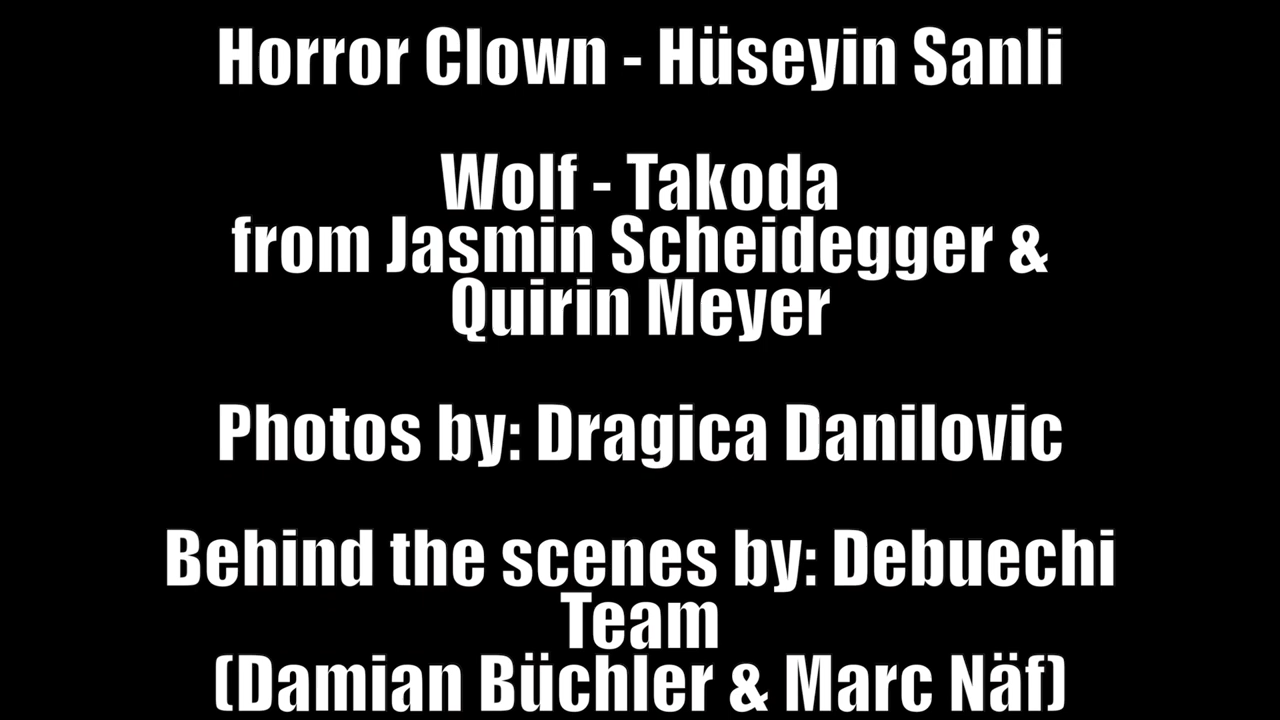 Horror Clown - Hüseyin Sanli
Wolf - Takoda
from Jasmin Scheidegger &
Quirin Meyer
Photos by: Dragica Danilovic
Behind the scenes by: Debuechi
Team
(Damian Büchler & Marc Näf)